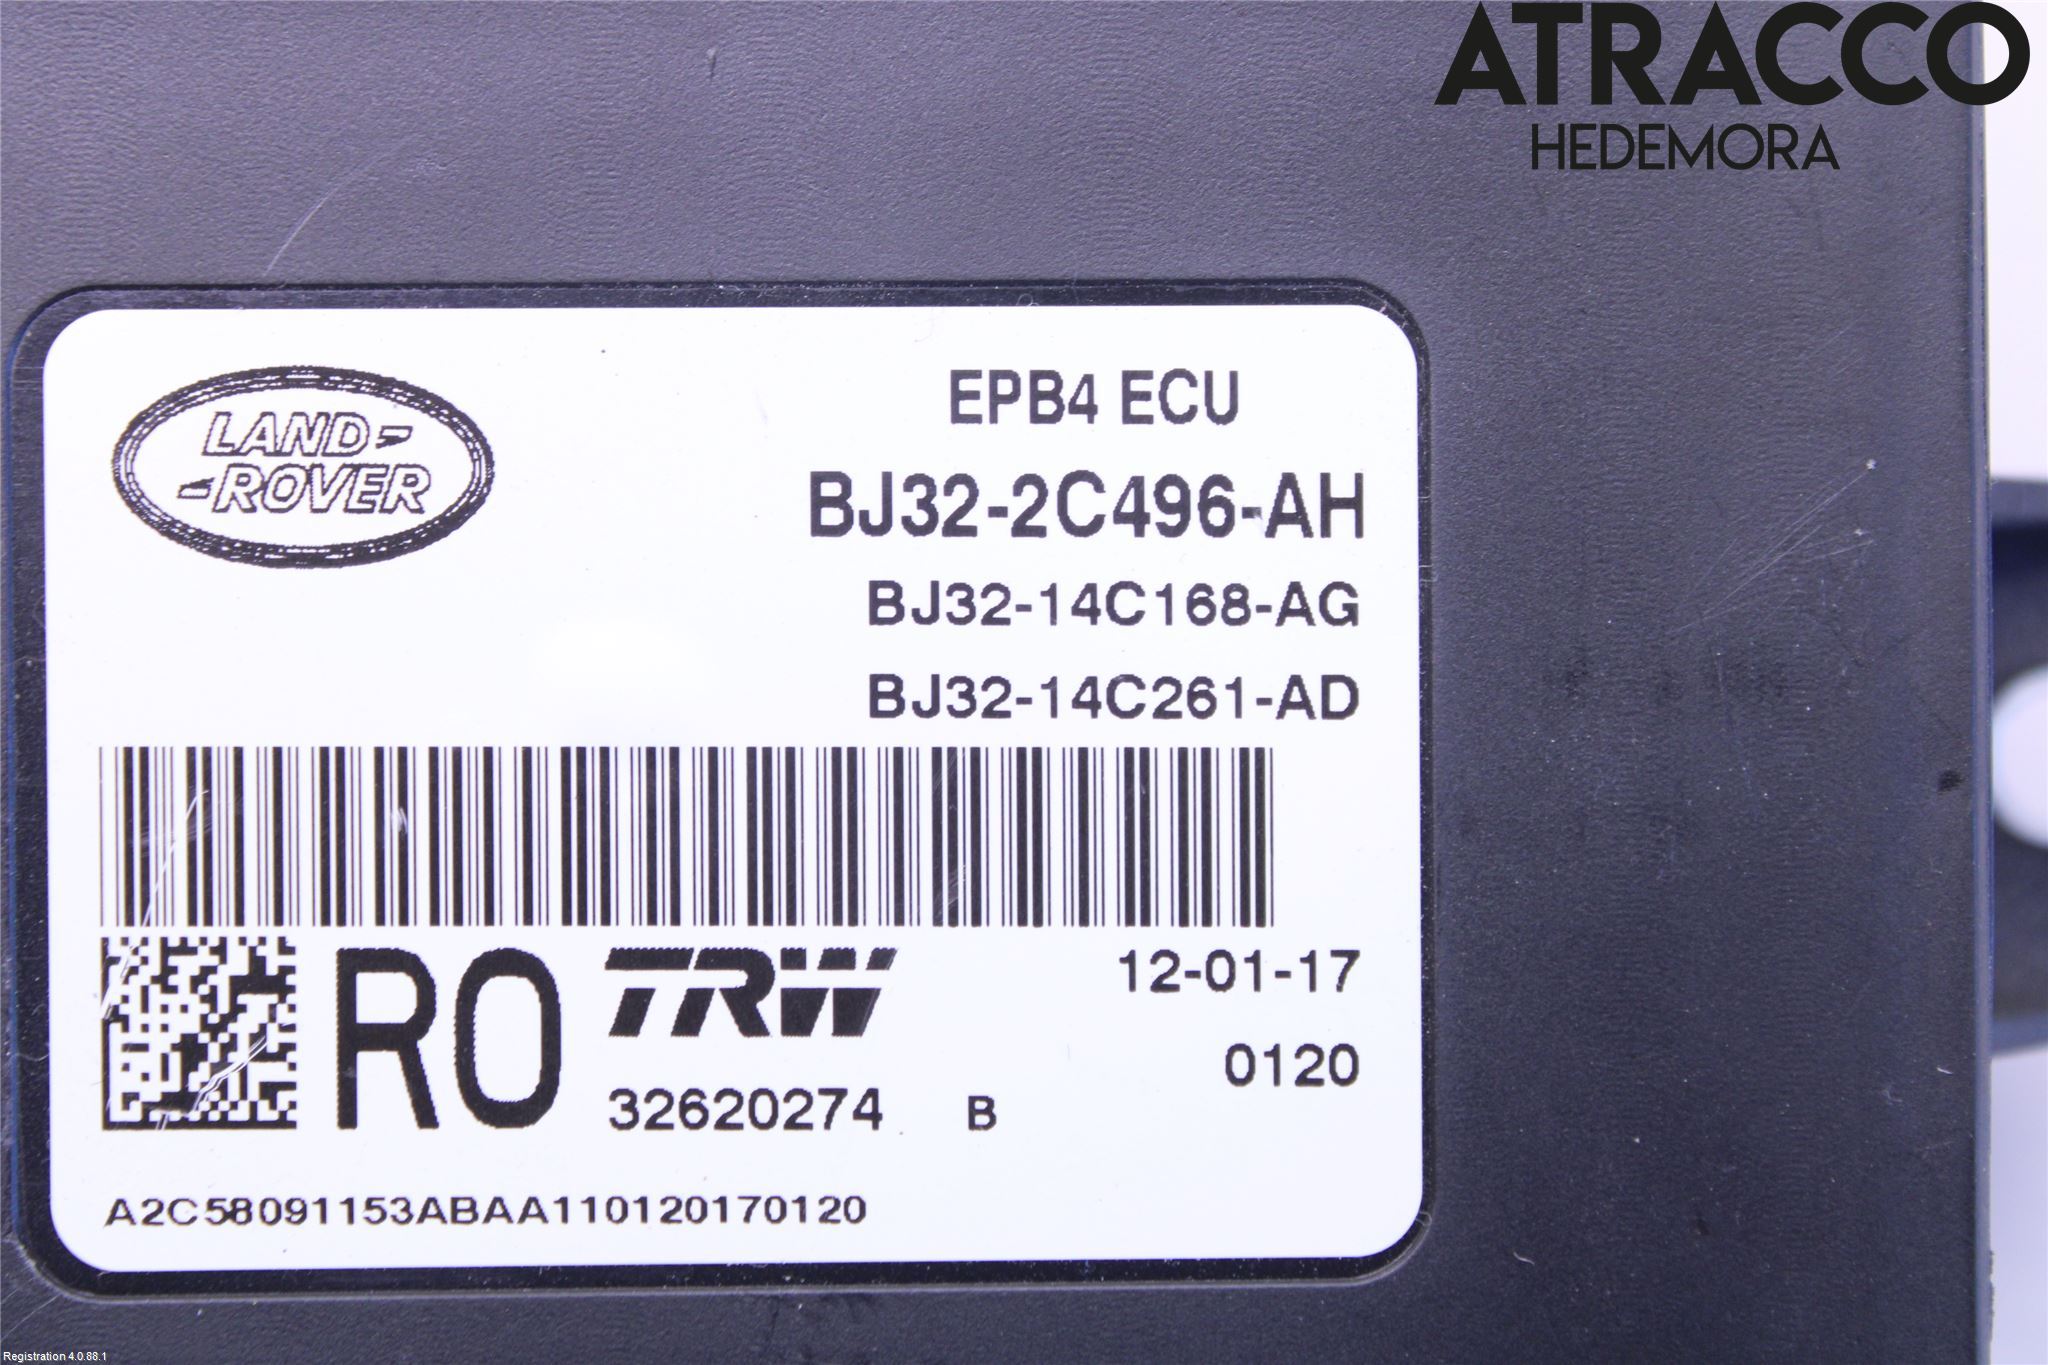 ATRACCO
HEDEMORA
LAND-
-ROVER
EPB4 ECU
BJ32-2C496-AH
BJ32-14C168-AG
BJ32-14C261-AD
RO
TRW
12-01-17
0120
32620274 B
A2C58091153ABAA110120170120
Registration 4.0.88.1